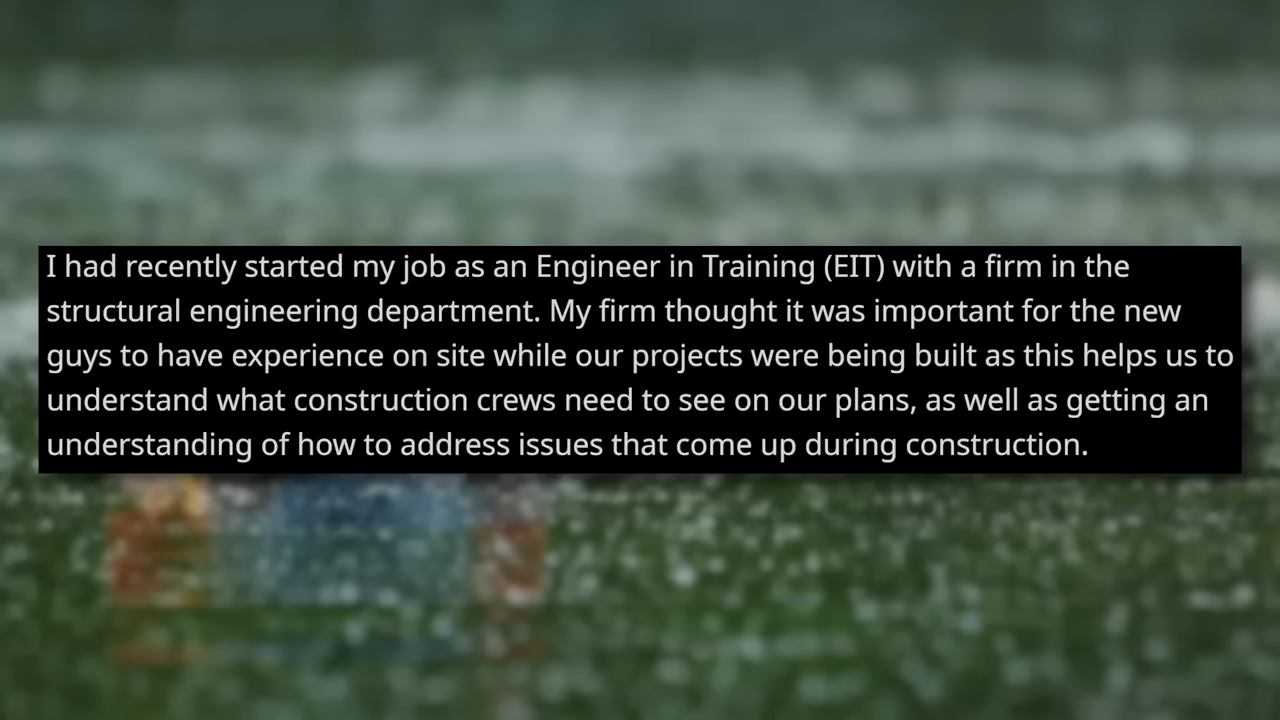 I had recently started my job as an Engineer in Training (EIT) with a firm in the
structural engineering department. My firm thought it was important for the new
guys to have experience on site while our projects were being built as this helps us to
understand what construction crews need to see on our plans, as well as getting an
understanding of how to address issues that come up during construction.